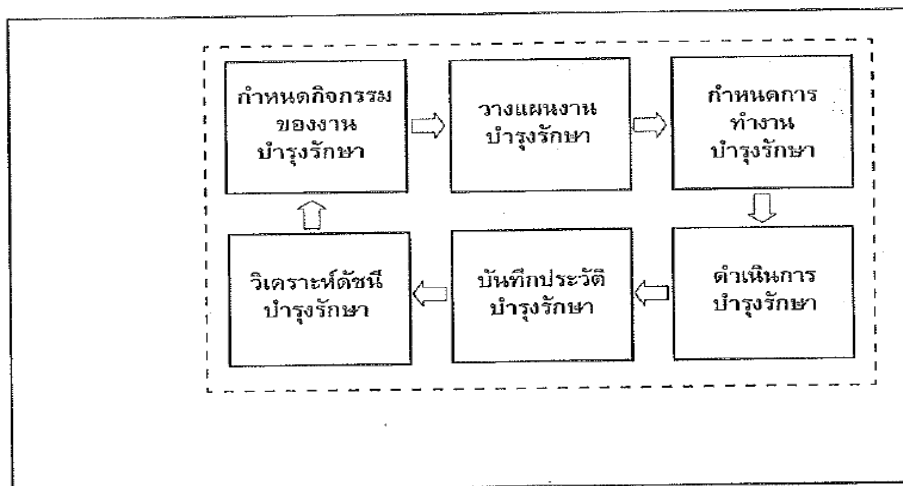 กำหนดกิจกรรม
ของงาน
บำรุงรักษา
วางแผนงาน
บำรุงรักษา
กำหนดการ
ทำงาน
บำรุงรักษา
ดำเนินการ
บำรุงรักษา
บันทึกประวัติ
บำรุงรักษา
วิเคราะห์ดัชนี
บำรุงรักษา